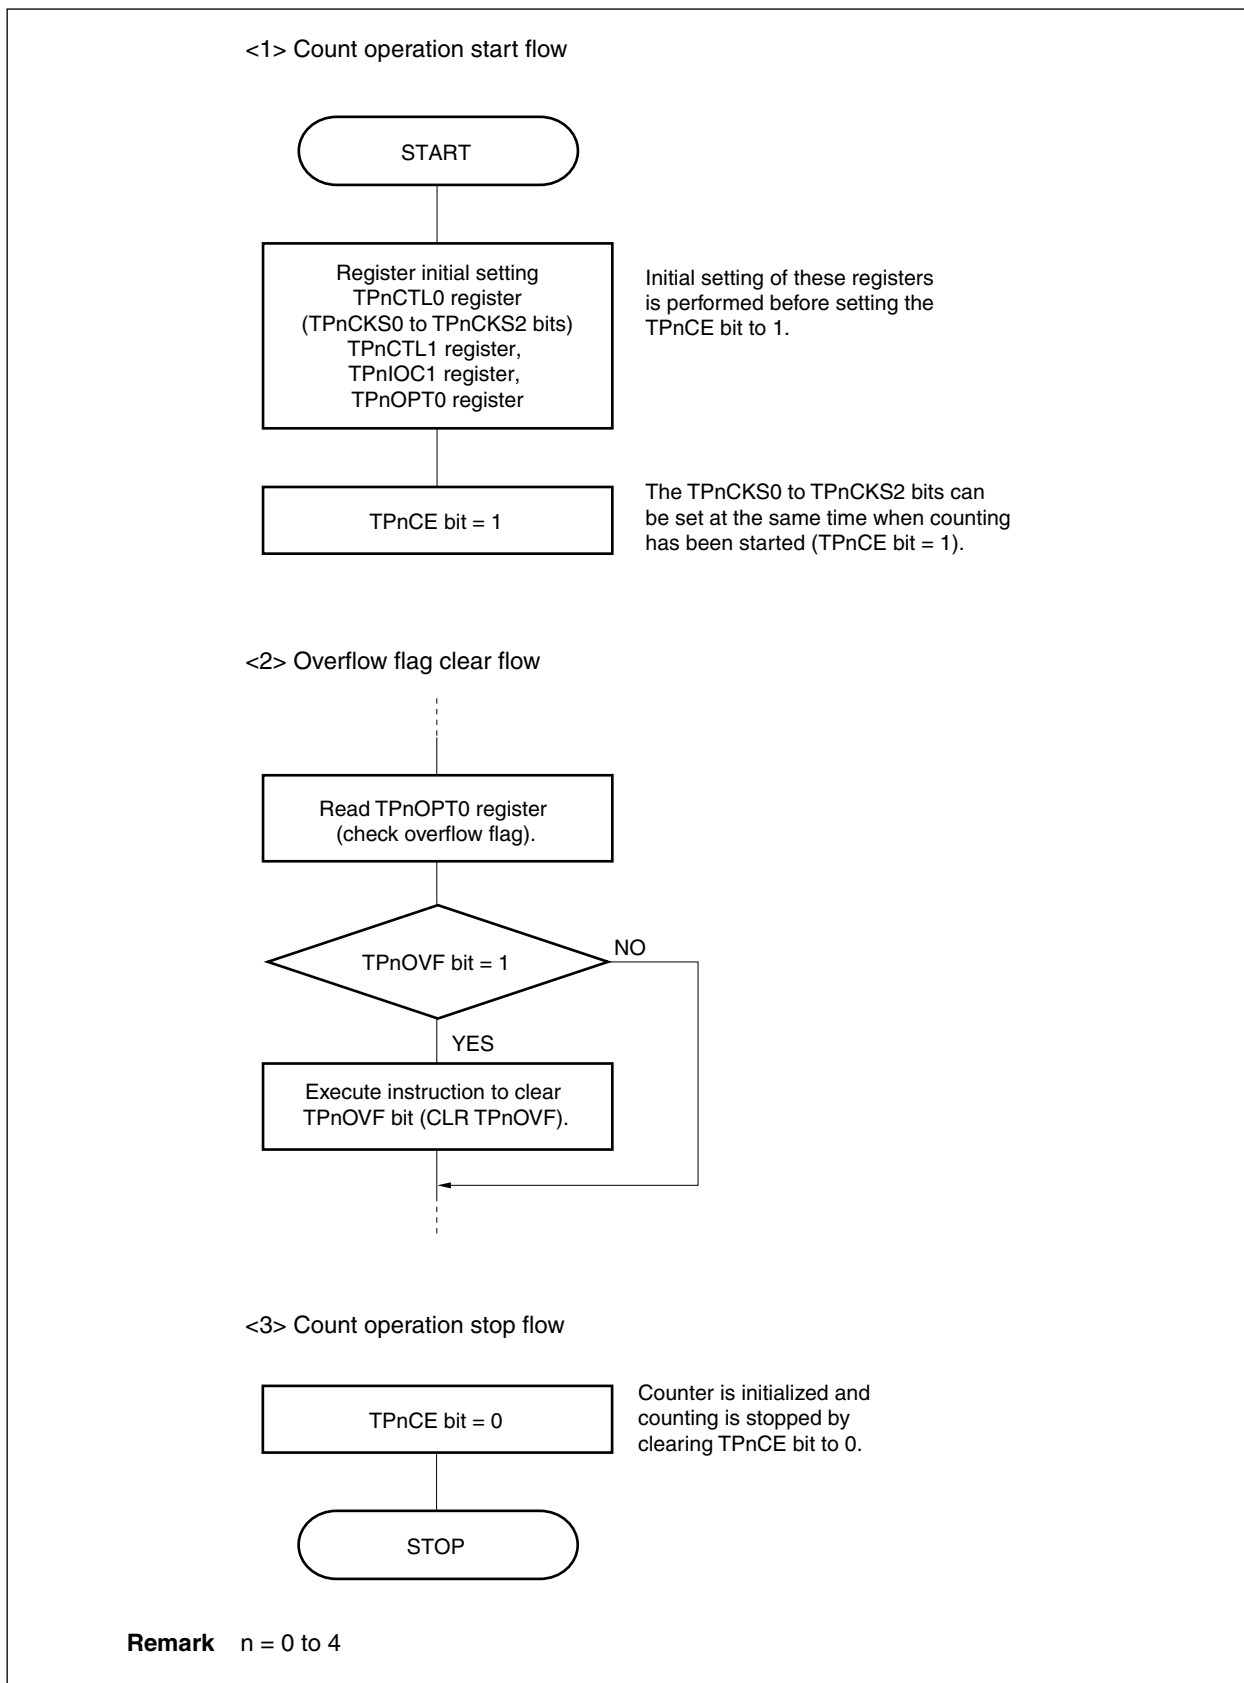 <1> Count operation start flow
START
Register initial setting
TPnCTL0 register
(TPnCKS0 to TPnCKS2 bits)
TPnCTL1 register,
TPnIOC1 register,
TPnOPT0 register
Initial setting of these registers
is performed before setting the
TPnCE bit to 1.
TPnCE bit = 1
The TPnCKS0 to TPnCKS2 bits can
be set at the same time when counting
has been started (TPnCE bit = 1).
<2> Overflow flag clear flow
Read TPnOPT0 register
(check overflow flag).
TPnOVF bit = 1
NO
YES
Execute instruction to clear
TPnOVF bit (CLR TPnOVF).
<3> Count operation stop flow
TPnCE bit = 0
Counter is initialized and
counting is stopped by
clearing TPnCE bit to 0.
STOP
Remark n = 0 to 4